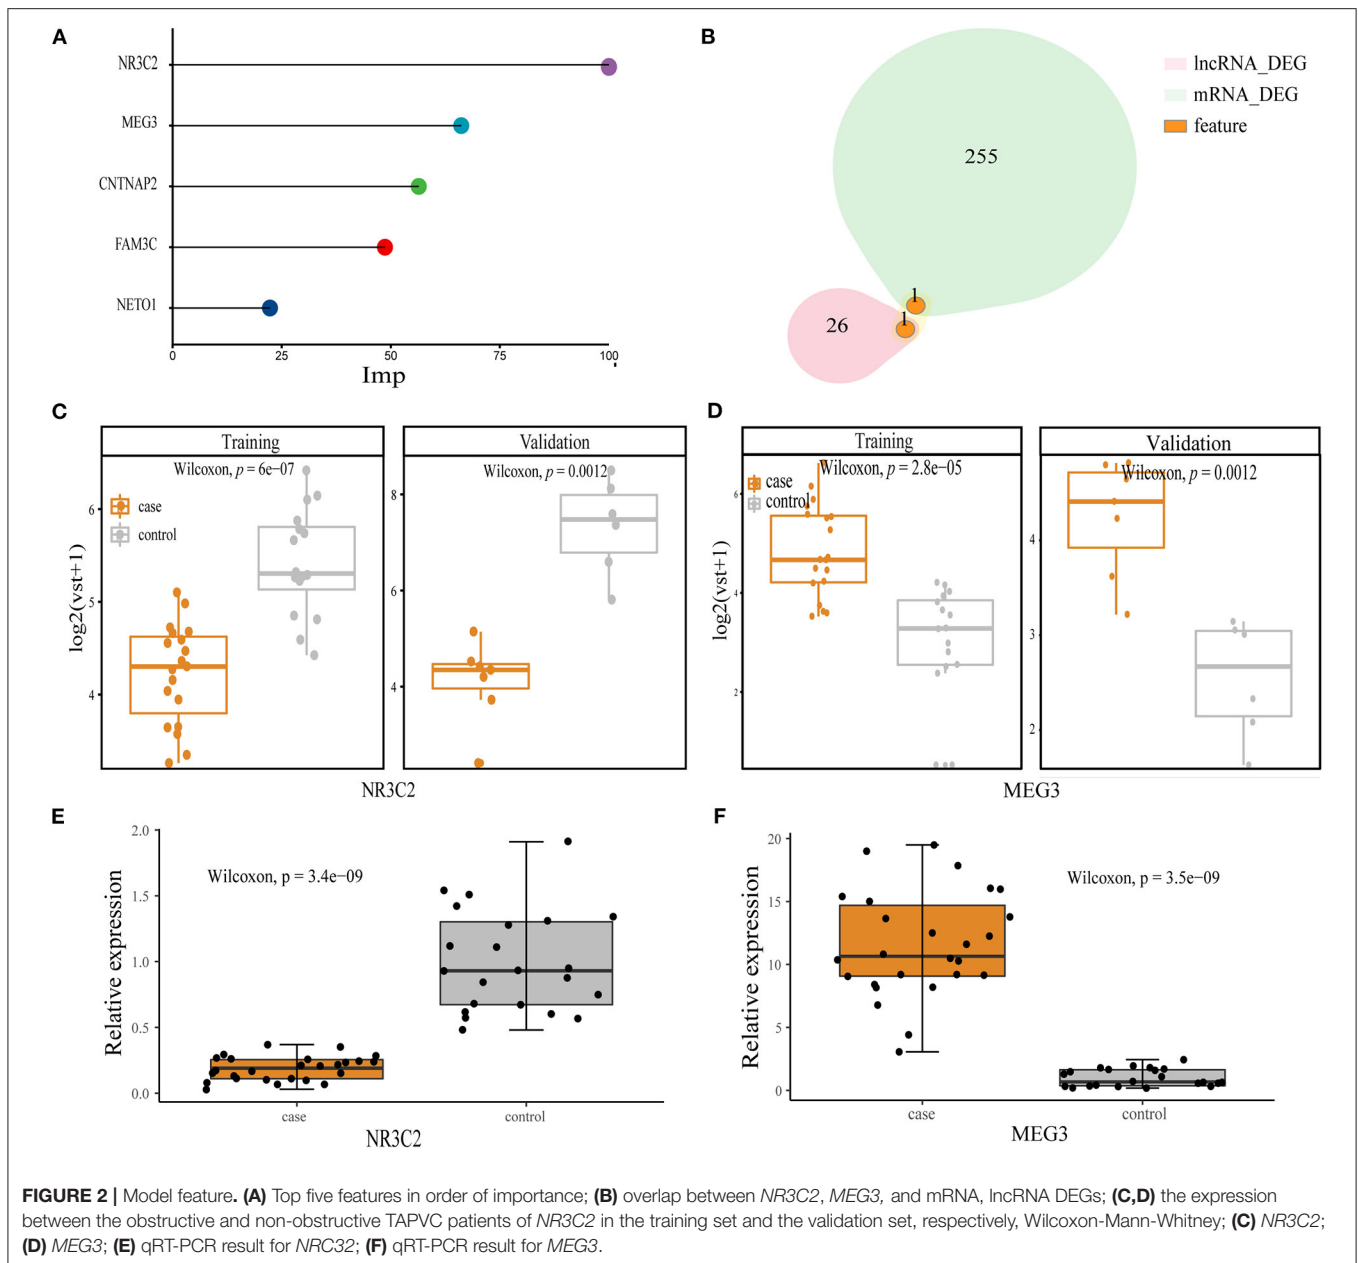 A
NR3C2
MEG3
CNTNAP2
FAM3C
NETO1
0 25 50 75 100
Imp
B
255
26
1
1
lncRNA_DEG
mRNA_DEG
feature
C
Training
Validation
Wilcoxon, p = 6e-07
Wilcoxon, p = 0.0012
case
control
log2(vst+1)
6
5
4
8
6
4
NR3C2
D
Training
Validation
Wilcoxon, p = 2.8e-05
Wilcoxon, p = 0.0012
case
control
log2(vst+1)
6
4
2
4
3
2
MEG3
E
Relative expression
2.0
1.5
1.0
0.5
0.0
Wilcoxon, p = 3.4e−09
case control
NR3C2
F
Relative expression
20
15
10
5
0
Wilcoxon, p = 3.5e−09
case control
MEG3
FIGURE 2 | Model feature. (A) Top five features in order of importance; (B) overlap between NR3C2, MEG3, and mRNA, lncRNA DEGs; (C,D) the expression
between the obstructive and non-obstructive TAPVC patients of NR3C2 in the training set and the validation set, respectively, Wilcoxon-Mann-Whitney; (C) NR3C2;
(D) MEG3; (E) qRT-PCR result for NRC32; (F) qRT-PCR result for MEG3.